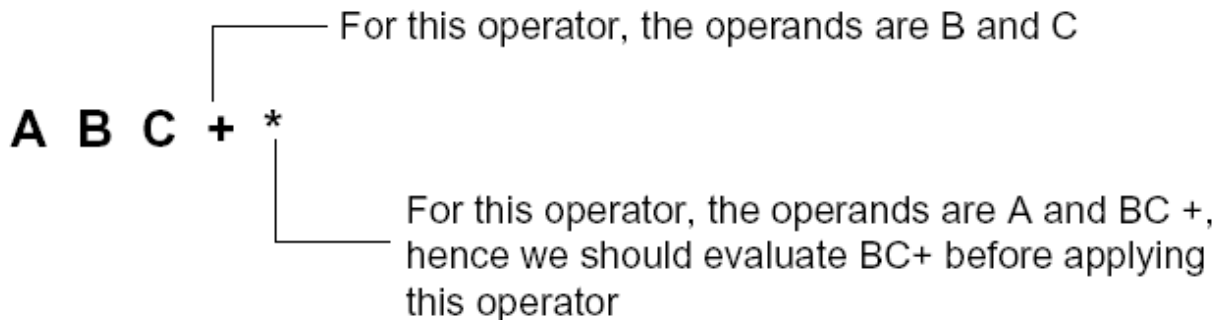 For this operator, the operands are B and C
A B C + *
For this operator, the operands are A and BC +,
hence we should evaluate BC+ before applying
this operator